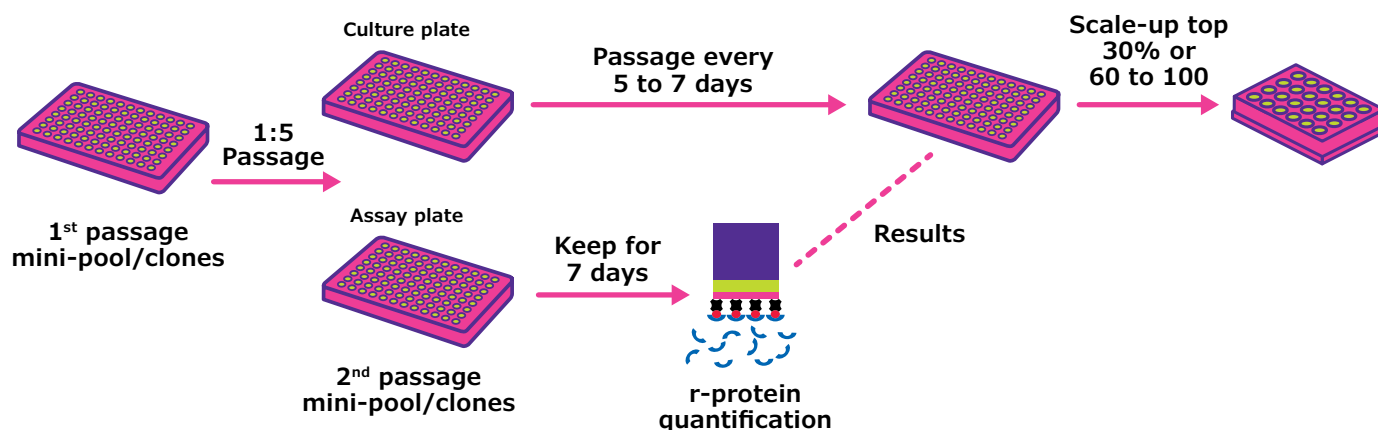 Culture plate
Scale-up top
30% or
60 to 100
Passage every
5 to 7 days
1:5
Passage
Assay plate
1st passage
mini-pool/clones
Keep for
7 days
Results
2nd passage
mini-pool/clones
r-protein
quantification